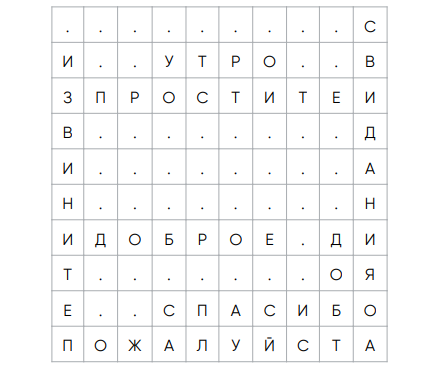 . . . . . . . . . С
И . . У Т Р О . . В
З П Р О С Т И Т Е И
В . . . . . . . . Д
И . . . . . . . . А
Н . . . . . . . . Н
И Д О Б Р О Е . Д И
Т . . . . . . . О Я
Е . . С П А С И Б О
П О Ж А Л У Й С Т А